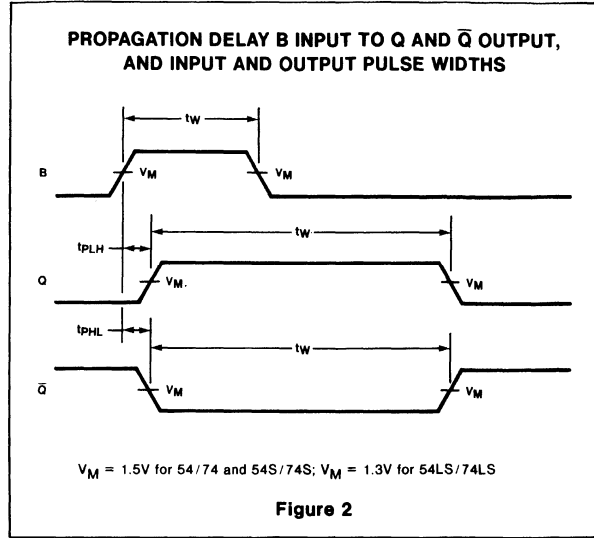 PROPAGATION DELAY B INPUT TO Q AND Q̅ OUTPUT,
AND INPUT AND OUTPUT PULSE WIDTHS
tW
B
VM
VM
tPLH
tW
Q
VM.
VM
tPHL
tW
Q̅
VM
VM
VM = 1.5V for 54/74 and 54S/74S; VM = 1.3V for 54LS/74LS
Figure 2